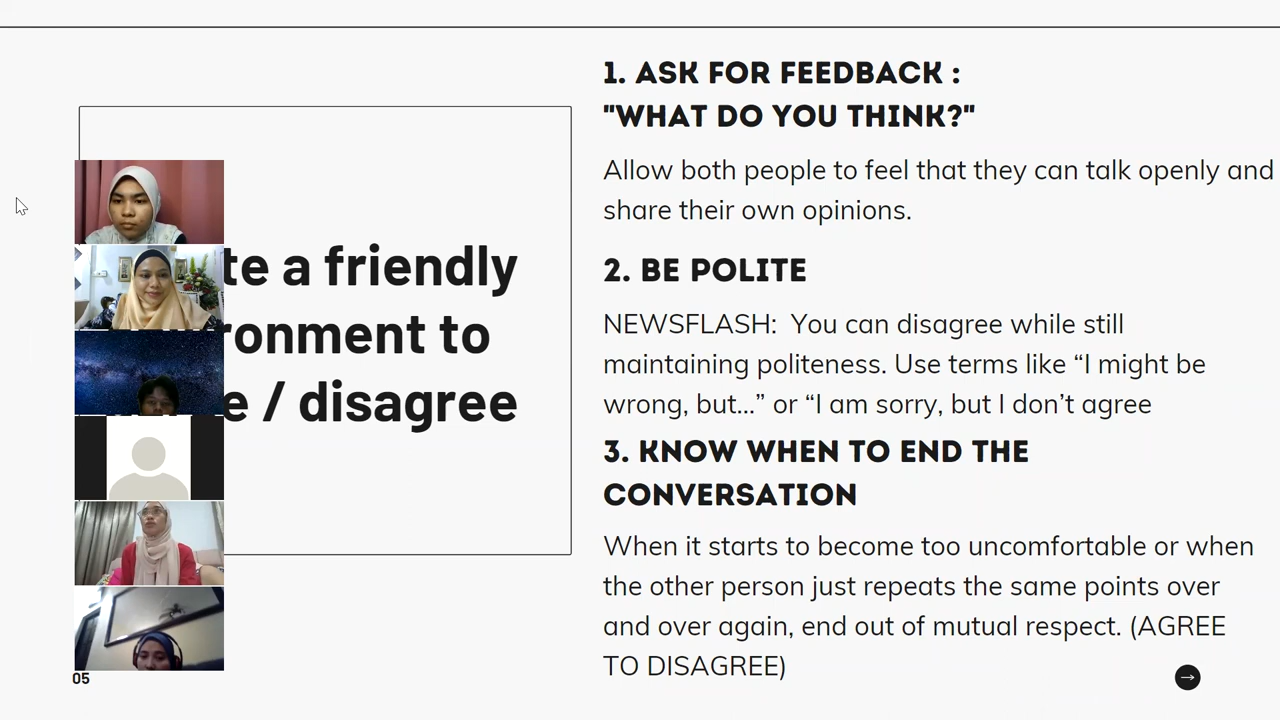 te a friendly
ronment to
e / disagree
1. ASK FOR FEEDBACK :
"WHAT DO YOU THINK?"
Allow both people to feel that they can talk openly and
share their own opinions.
2. BE POLITE
NEWSFLASH:  You can disagree while still
maintaining politeness. Use terms like “I might be
wrong, but...” or “I am sorry, but I don’t agree
3. KNOW WHEN TO END THE
CONVERSATION
When it starts to become too uncomfortable or when
the other person just repeats the same points over
and over again, end out of mutual respect. (AGREE
TO DISAGREE)
05